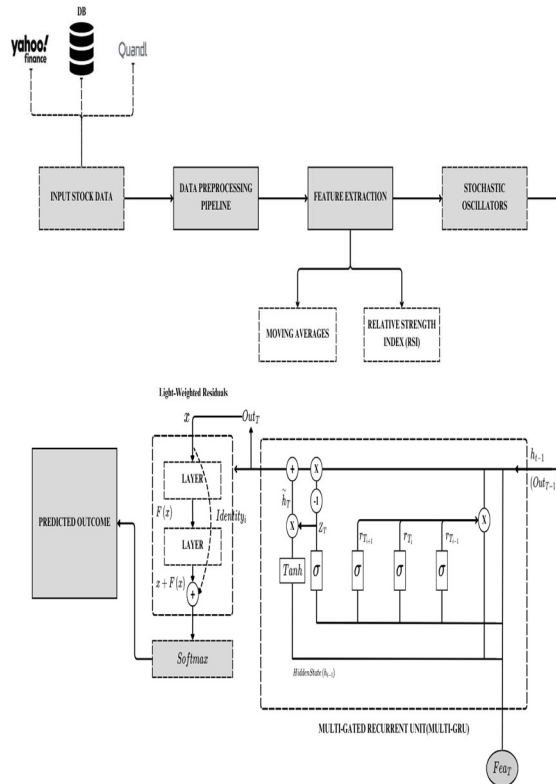 DB
yahoo!
finance
Quandl
INPUT STOCK DATA
DATA PREPROCESSING
PIPELINE
FEATURE EXTRACTION
STOCHASTIC
OSCILLATORS
MOVING AVERAGES
RELATIVE STRENGTH
INDEX (RSI)
Light-Weighted Residuals
x
Out_T
LAYER
F(x)
Identity_i
LAYER
x + F(x)
+
Softmax
PREDICTED OUTCOME
h_{t-1}
(Out_{T-1}
+
X
-1
h̃_T
X
Z_T
r_{T_{i+1}}
r_{T_i}
r_{T_{i-1}}
X
Tanh
σ
σ
σ
σ
HiddenState(h_{t-1})
MULTI-GATED RECURRENT UNIT(MULTI-GRU)
Fea_T